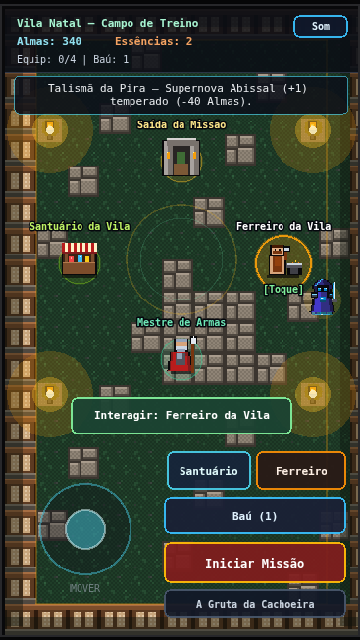 Vila Natal — Campo de Treino
Som
Almas: 340 Essências: 2
Equip: 0/4 | Baú: 1
Talismã da Pira — Supernova Abissal (+1)
temperado (-40 Almas).
Saída da Missão
Santuário da Vila
Ferreiro da Vila
[Toque]
Mestre de Armas
Interagir: Ferreiro da Vila
Santuário
Ferreiro
Baú (1)
Iniciar Missão
MOVER
A Gruta da Cachoeira